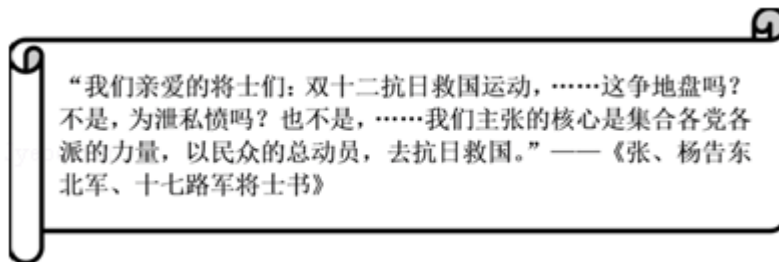 “我们亲爱的将士们：双十二抗日救国运动，……这争地盘吗？
不是，为泄私愤吗？也不是，……我们主张的核心是集合各党各
派的力量，以民众的总动员，去抗日救国。”——《张、杨告东
北军、十七路军将士书》